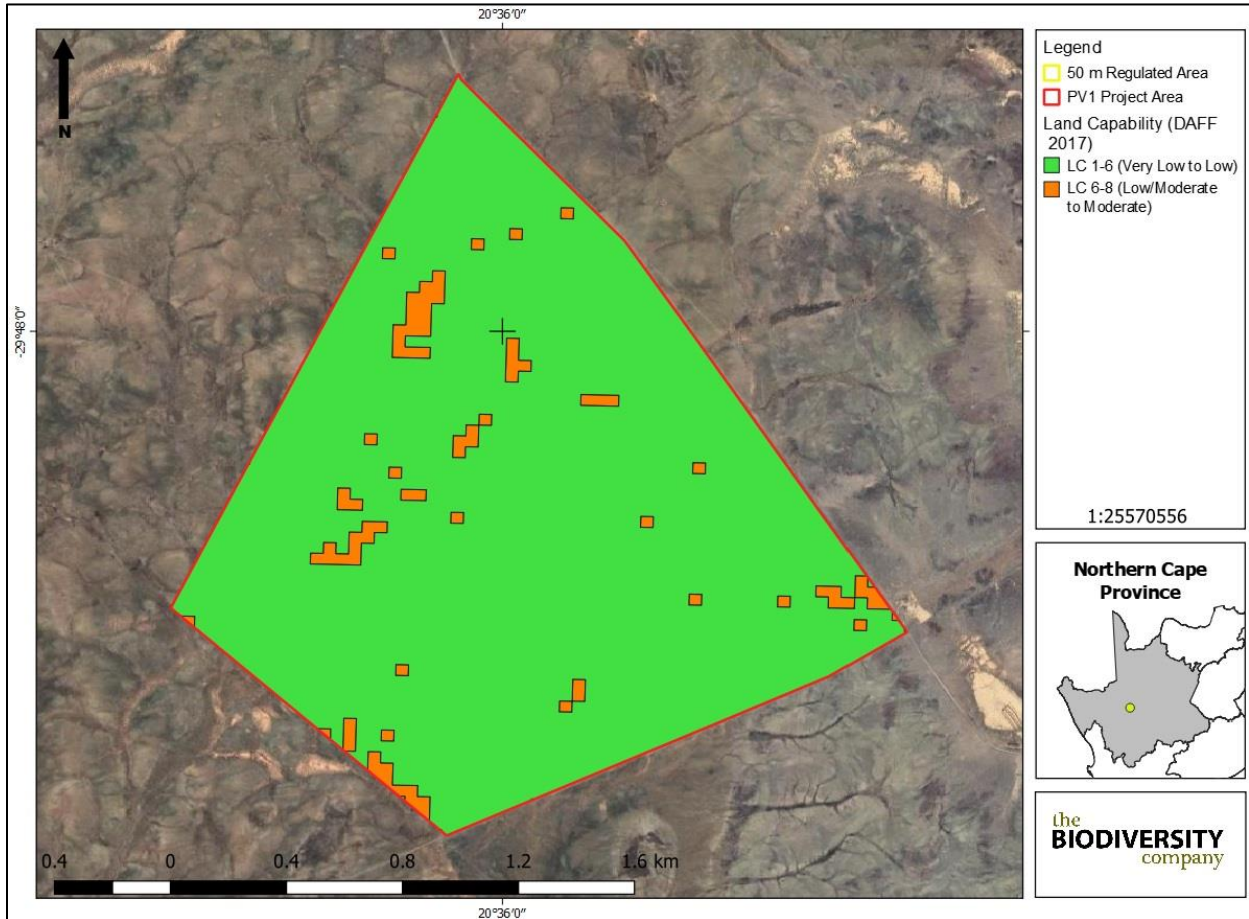 20°36'0"
N
-29°48'0"
Legend
50 m Regulated Area
PV1 Project Area
Land Capability (DAFF
2017)
LC 1-6 (Very Low to Low)
LC 6-8 (Low/Moderate
to Moderate)
1:25570556
Northern Cape
Province
the
BIODIVERSITY
company
0.4 0 0.4 0.8 1.2 1.6 km
20°36'0"